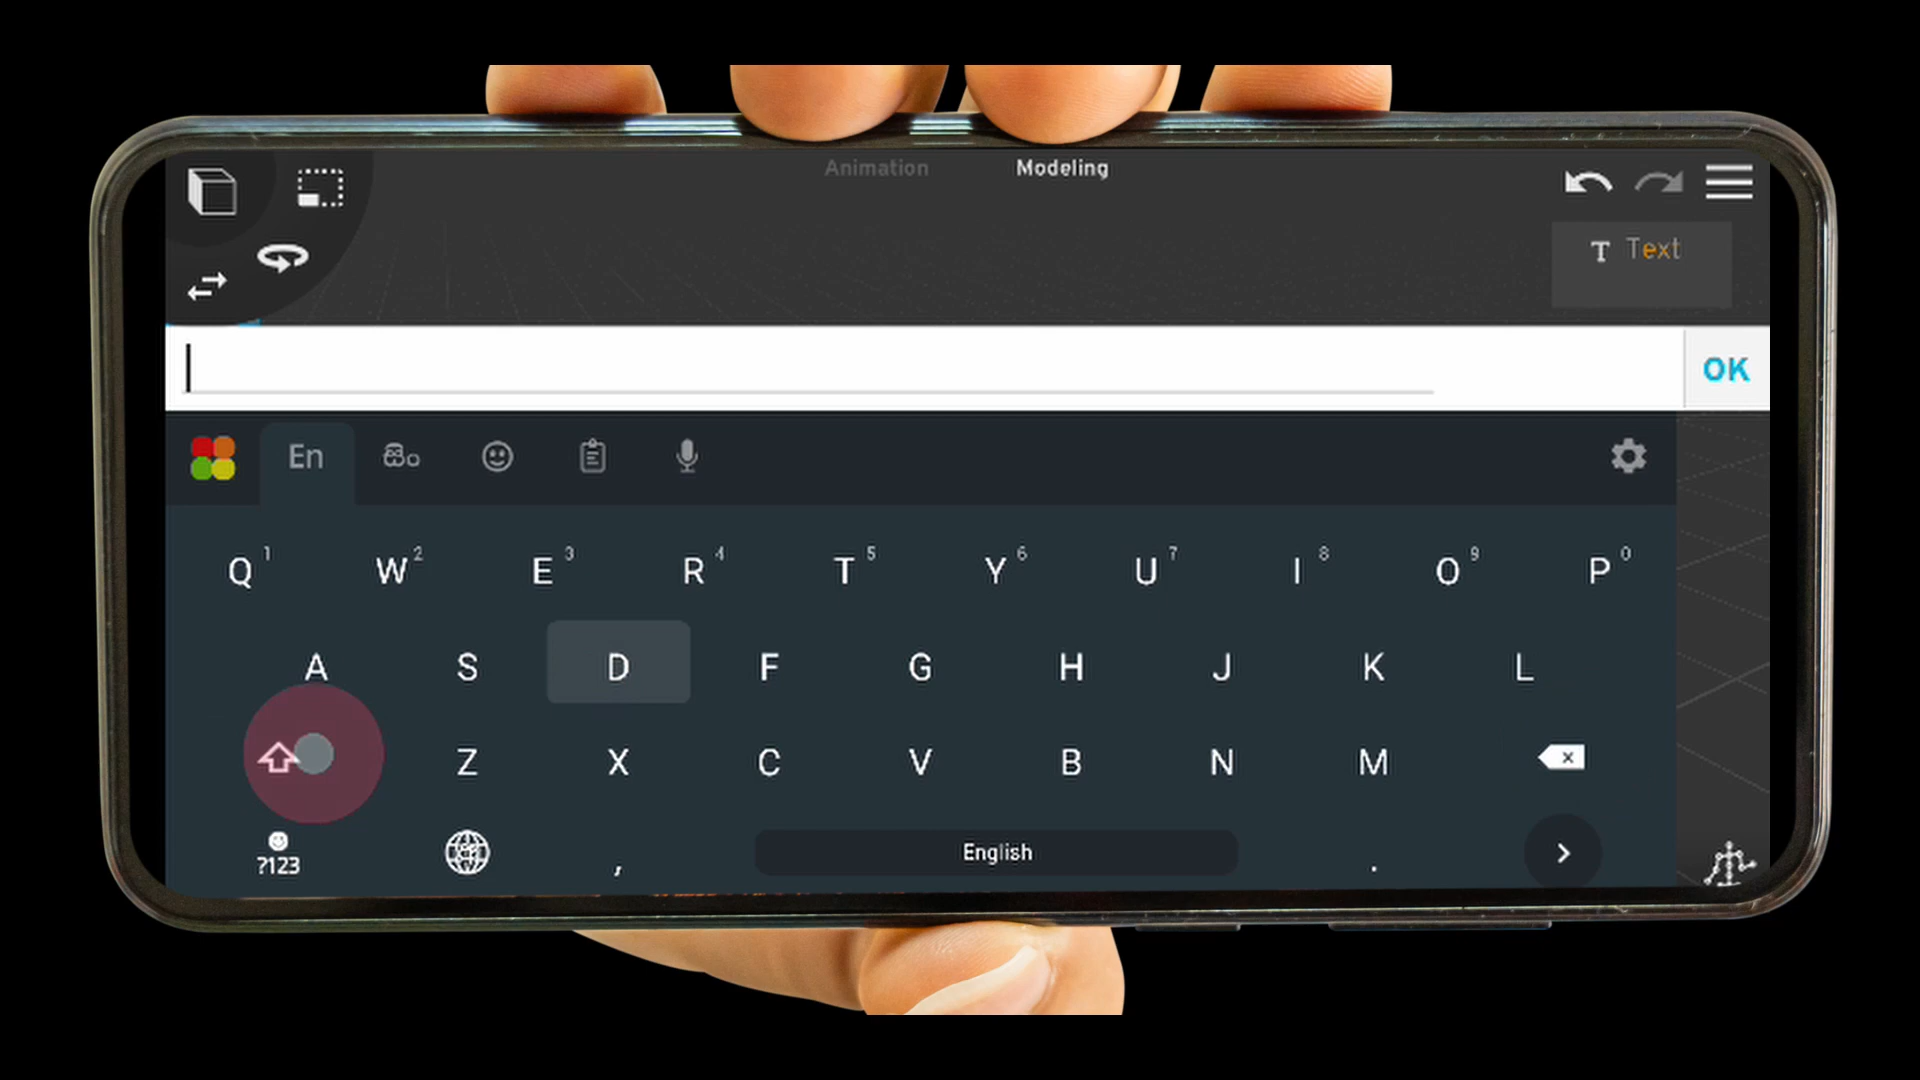 Animation Modeling
T Text
OK
En
Q 1 W 2 E 3 R 4 T 5 Y 6 U 7 I 8 O 9 P 0
A S D F G H J K L
Z X C V B N M
?123 , English .